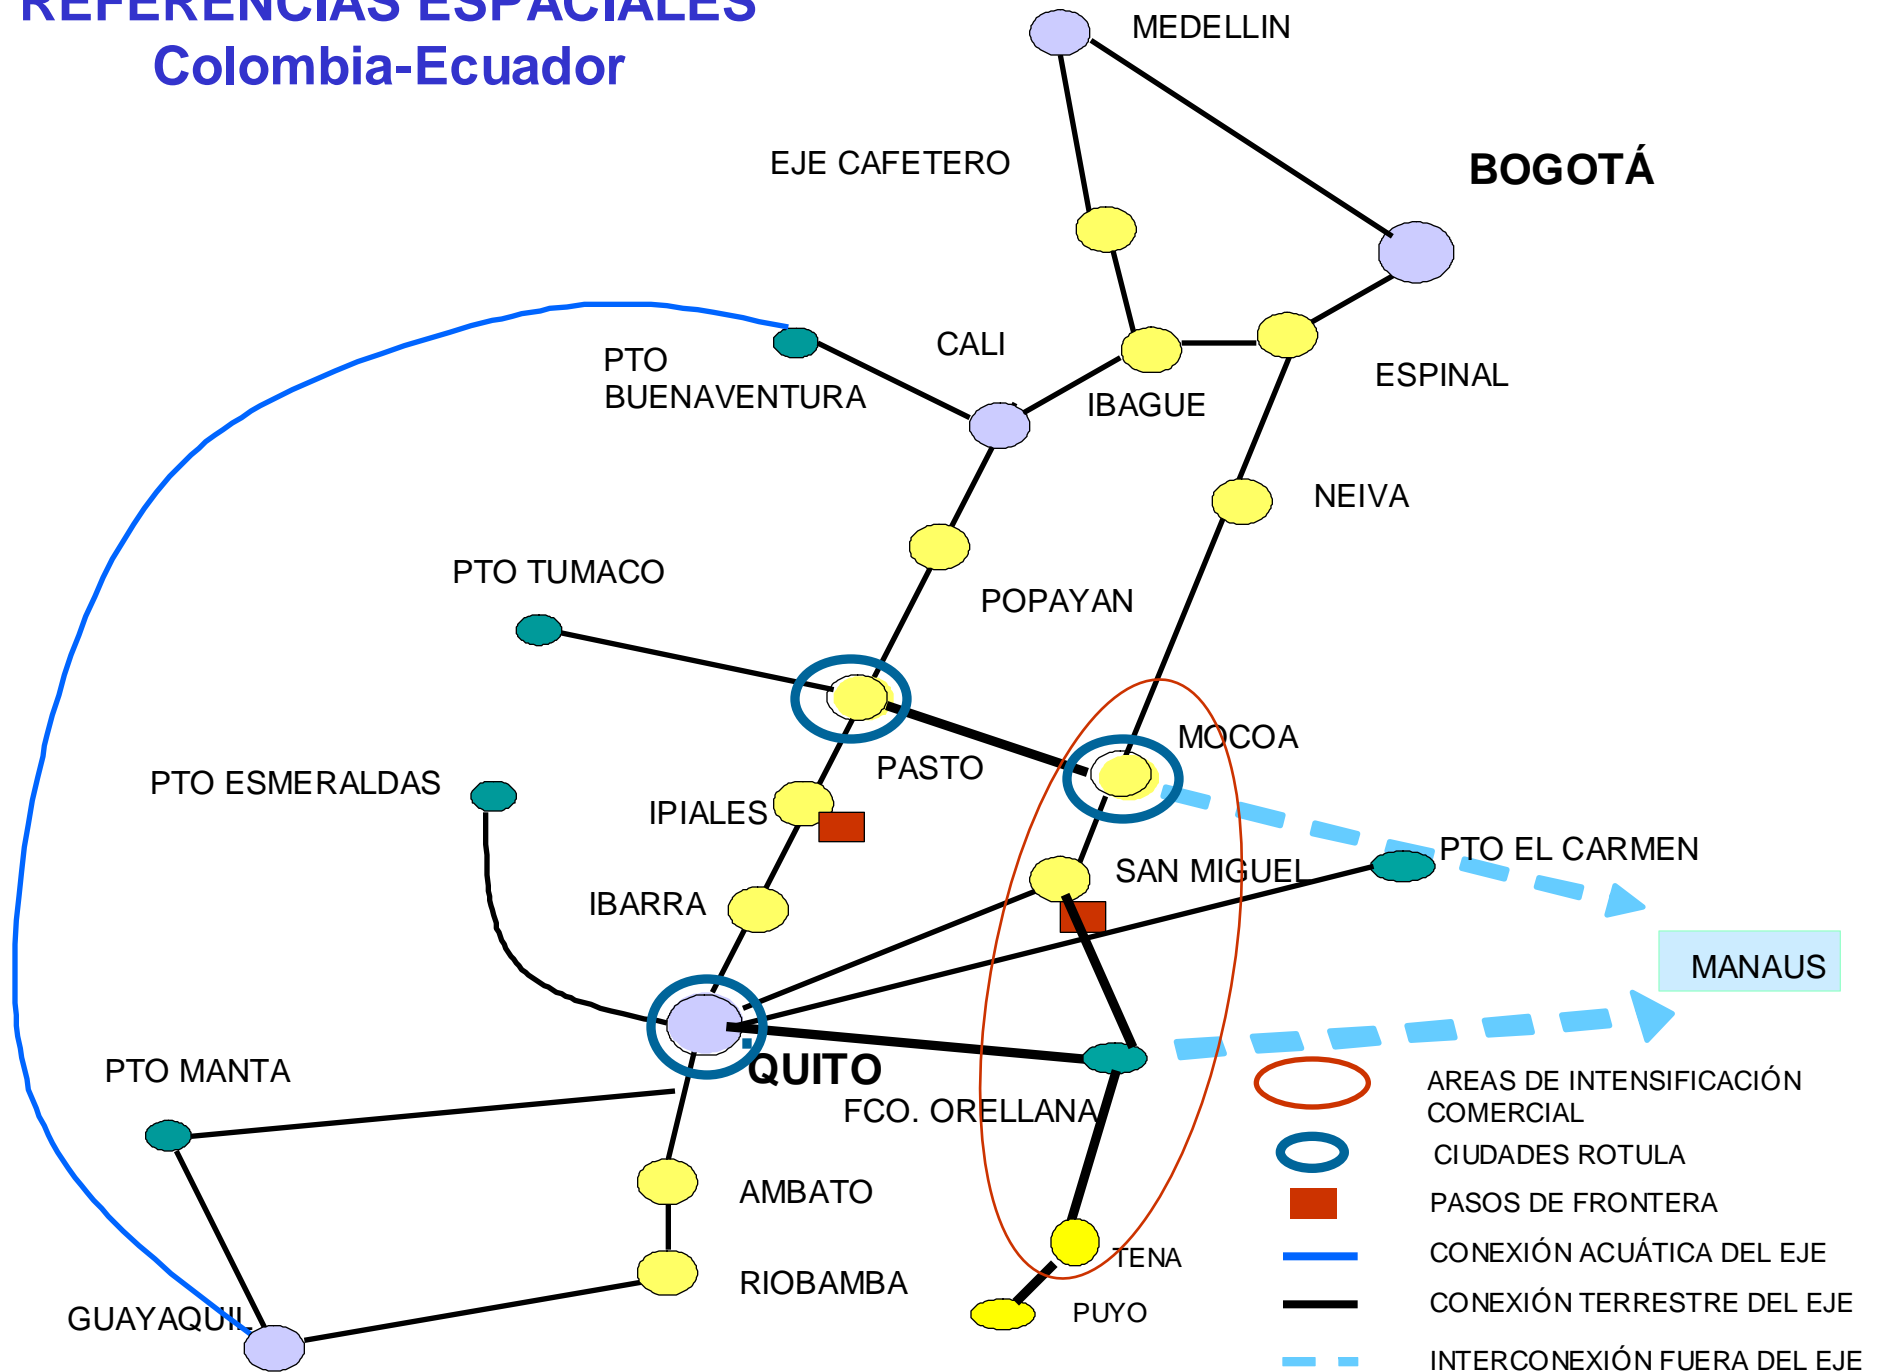 REFERENCIAS ESPACIALES
Colombia-Ecuador
MEDELLIN
EJE CAFETERO
BOGOTÁ
CALI
PTO
BUENAVENTURA
IBAGUE
ESPINAL
NEIVA
PTO TUMACO
POPAYAN
MOCOA
PASTO
PTO ESMERALDAS
IPIALES
PTO EL CARMEN
SAN MIGUEL
IBARRA
MANAUS
QUITO
PTO MANTA
FCO. ORELLANA
AREAS DE INTENSIFICACIÓN
COMERCIAL
CIUDADES ROTULA
AMBATO
PASOS DE FRONTERA
TENA
CONEXIÓN ACUÁTICA DEL EJE
RIOBAMBA
GUAYAQUIL
PUYO
CONEXIÓN TERRESTRE DEL EJE
INTERCONEXIÓN FUERA DEL EJE